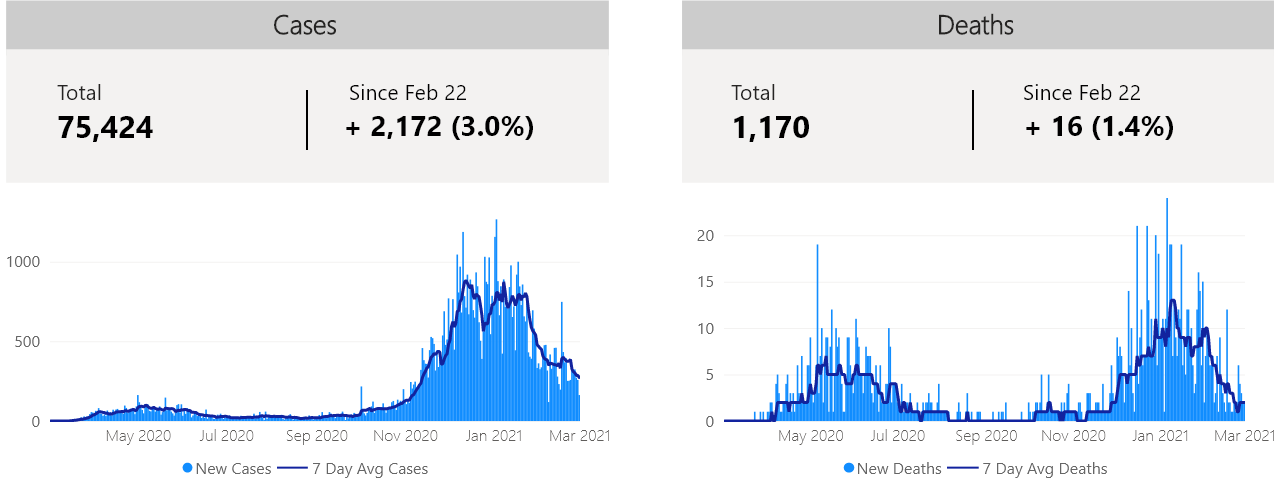 Cases
Total
Since Feb 22
75,424
+ 2,172 (3.0%)
1000
500
0
May 2020
Jul 2020
Sep 2020
Nov 2020
Jan 2021
Mar 2021
New Cases
7 Day Avg Cases
Deaths
Total
Since Feb 22
1,170
+ 16 (1.4%)
20
15
10
5
0
May 2020
Jul 2020
Sep 2020
Nov 2020
Jan 2021
Mar 2021
New Deaths
7 Day Avg Deaths